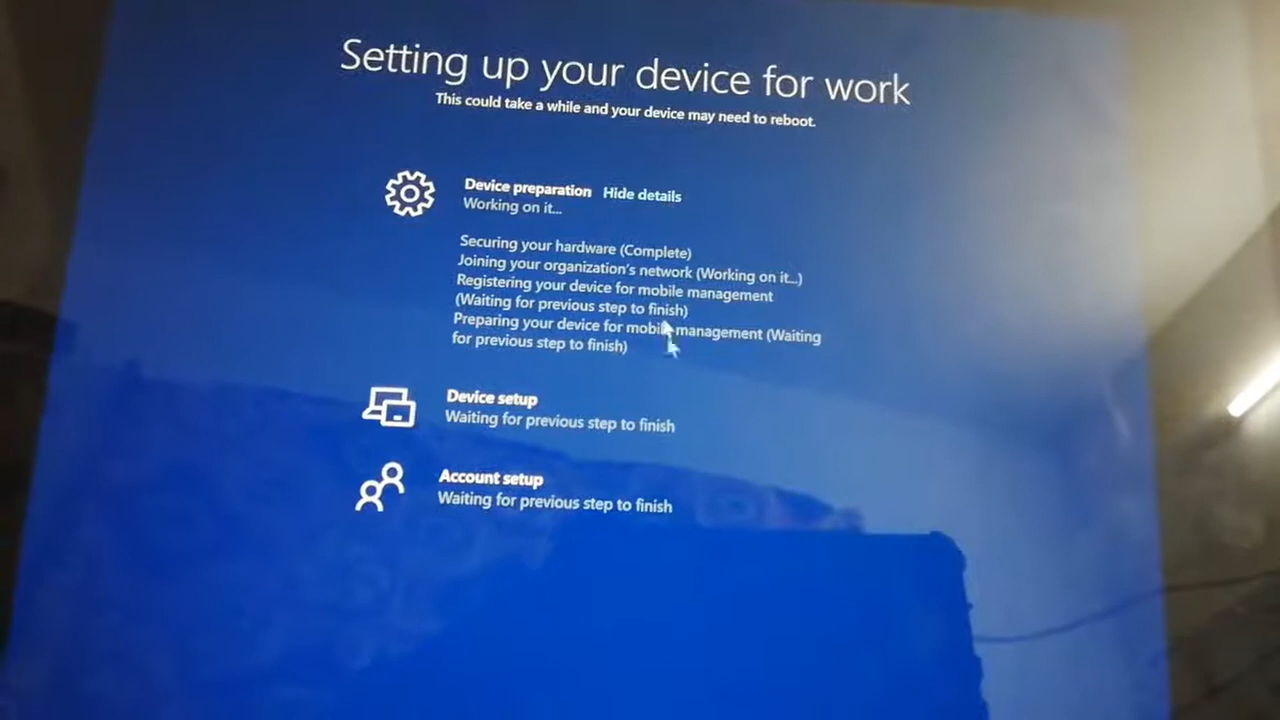 Setting up your device for work
This could take a while and your device may need to reboot.
Device preparation Hide details
Working on it...
Securing your hardware (Complete)
Joining your organization's network (Working on it...)
Registering your device for mobile management
(Waiting for previous step to finish)
Preparing your device for mobile management (Waiting
for previous step to finish)
Device setup
Waiting for previous step to finish
Account setup
Waiting for previous step to finish